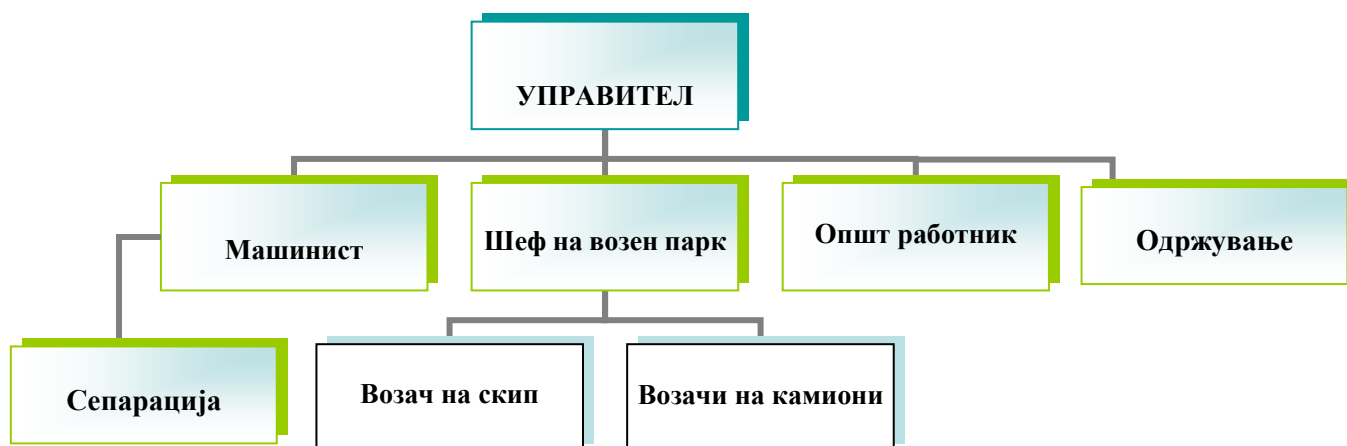 УПРАВИТЕЛ
Машинист
Шеф на возен парк
Општ работник
Одржување
Сепарација
Возач на скип
Возачи на камиони